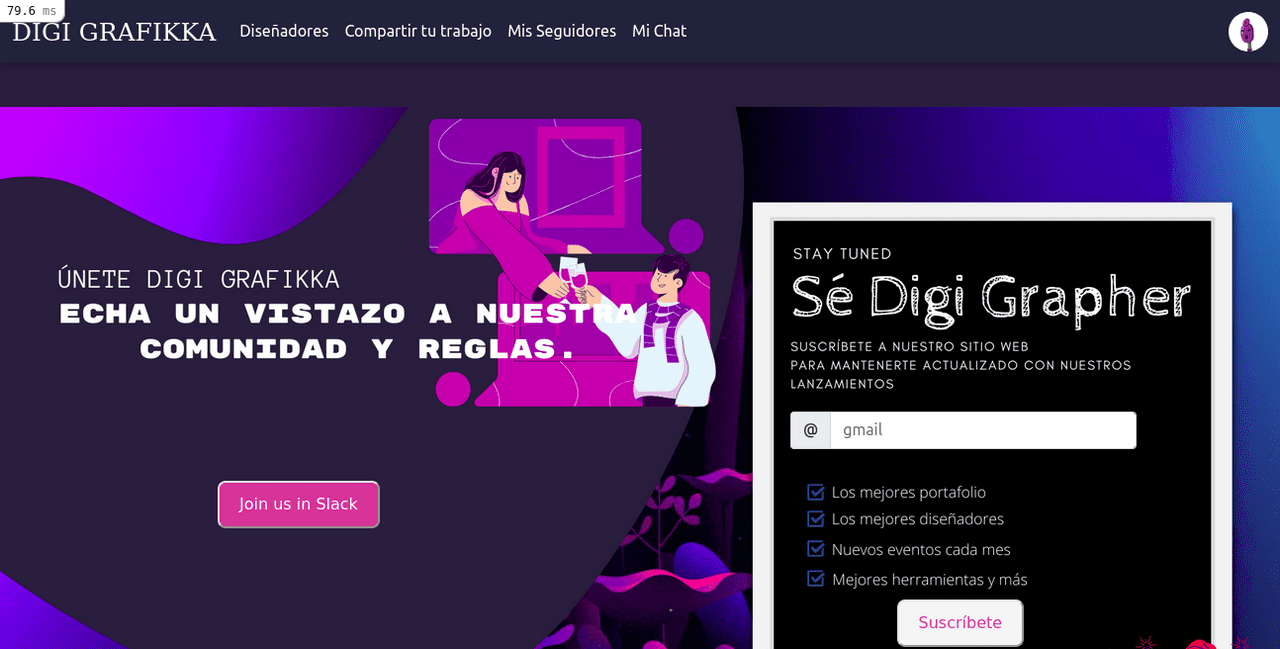 79.6 ms
DIGI GRAFIKKA
Diseñadores
Compartir tu trabajo
Mis Seguidores
Mi Chat
ÚNETE DIGI GRAFIKKA
ECHA UN VISTAZO A NUESTRA
COMUNIDAD Y REGLAS.
Join us in Slack
STAY TUNED
Sé Digi Grapher
SUSCRÍBETE A NUESTRO SITIO WEB
PARA MANTENERTE ACTUALIZADO CON NUESTROS
LANZAMIENTOS
@ gmail
Los mejores portafolio
Los mejores diseñadores
Nuevos eventos cada mes
Mejores herramientas y más
Suscríbete